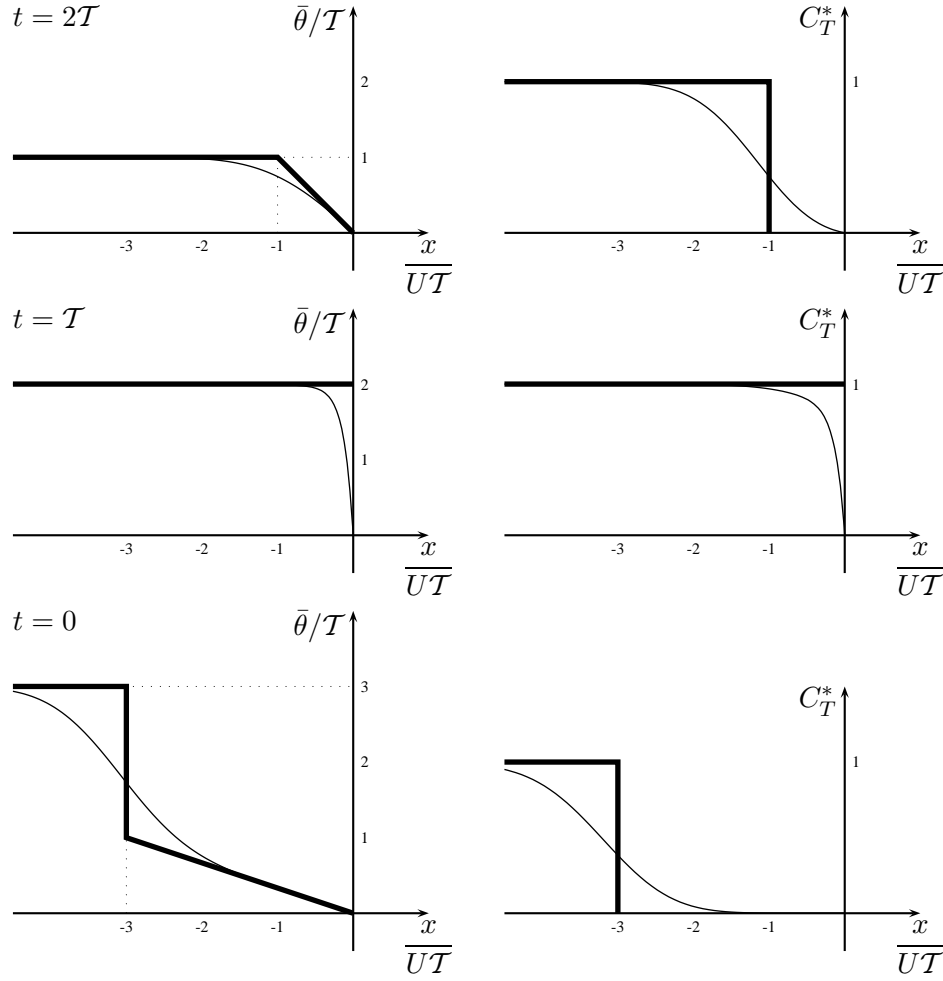 t = 2𝒯
θ̄/𝒯
C*_T
2
1
1
-3 -2 -1
x
U𝒯
-3 -2 -1
x
U𝒯
t = 𝒯
θ̄/𝒯
C*_T
2
1
1
-3 -2 -1
x
U𝒯
-3 -2 -1
x
U𝒯
t = 0
θ̄/𝒯
C*_T
3
2
1
1
-3 -2 -1
x
U𝒯
-3 -2 -1
x
U𝒯